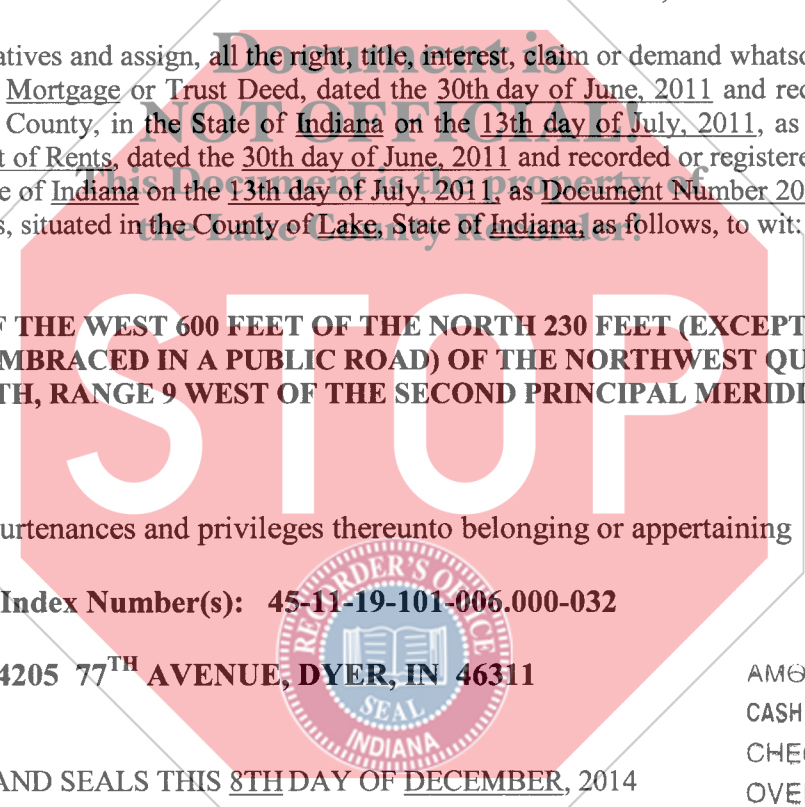 Document is
atives and assign, all the right, title, interest, claim or demand whatso
Mortgage or Trust Deed, dated the 30th day of June, 2011 and rec
NOT OFFICIAL!
County, in the State of Indiana on the 13th day of July, 2011, as
t of Rents, dated the 30th day of June, 2011 and recorded or registere
This Document is the property of
e of Indiana on the 13th day of July, 2011, as Document Number 20
the Lake County Recorder!
s, situated in the County of Lake, State of Indiana, as follows, to wit:
F THE WEST 600 FEET OF THE NORTH 230 FEET (EXCEPT
MBRACED IN A PUBLIC ROAD) OF THE NORTHWEST QU
TH, RANGE 9 WEST OF THE SECOND PRINCIPAL MERIDI
STOP
urtenances and privileges thereunto belonging or appertaining
Index Number(s): 45-11-19-101-006.000-032
RECORDER'S OFFICE
4205 77TH AVENUE, DYER, IN 46311
SEAL
INDIANA
AMO
CASH
CHEC
AND SEALS THIS 8TH DAY OF DECEMBER, 2014
OVE